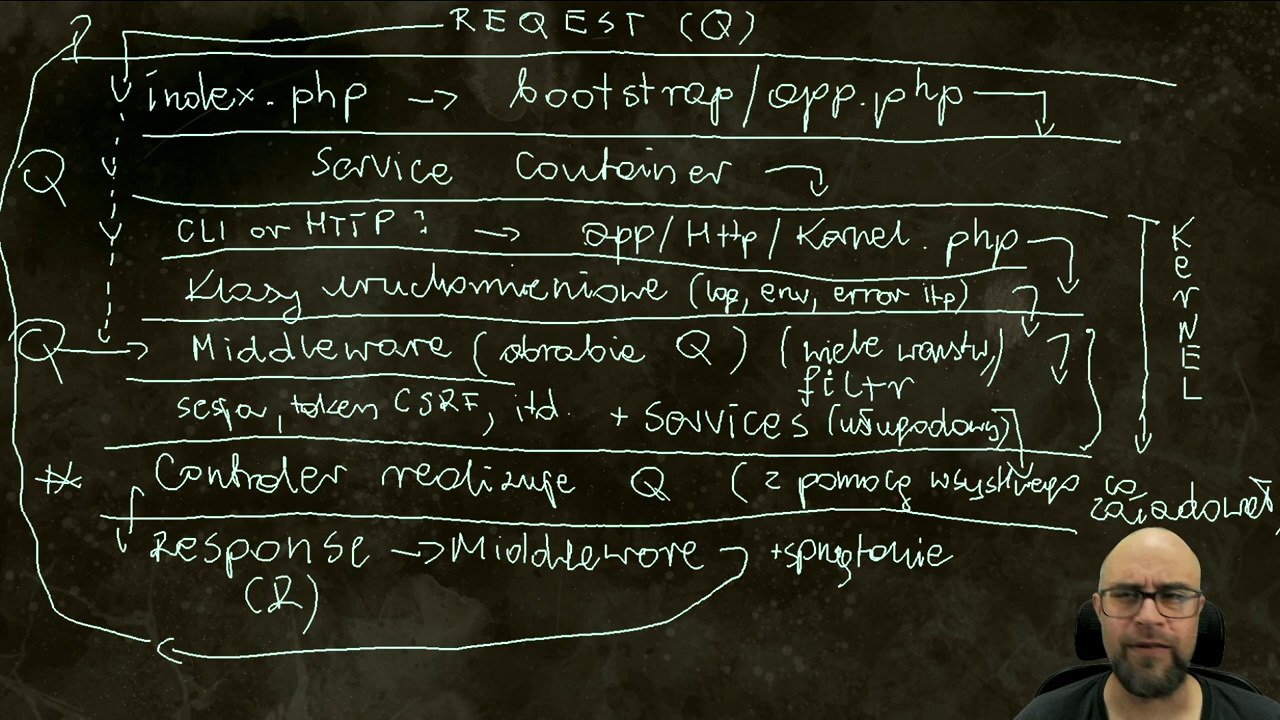 REQEST (Q)
index.php -> bootstrap/app.php
Q Service Container
CLI or HTTP? -> app/Http/Kernel.php
KerNEL
Klasy uruchomieniowe (log, env, error itp)
Q -> Middleware (obrabia Q) (wiele warstw,
filtr
sesja, token CSRF, itd. + Services (usługodawcy)
* Controler realizuje Q (z pomocą wszystkiego co
załadował
Response -> Middleware + sprzątanie
(R)